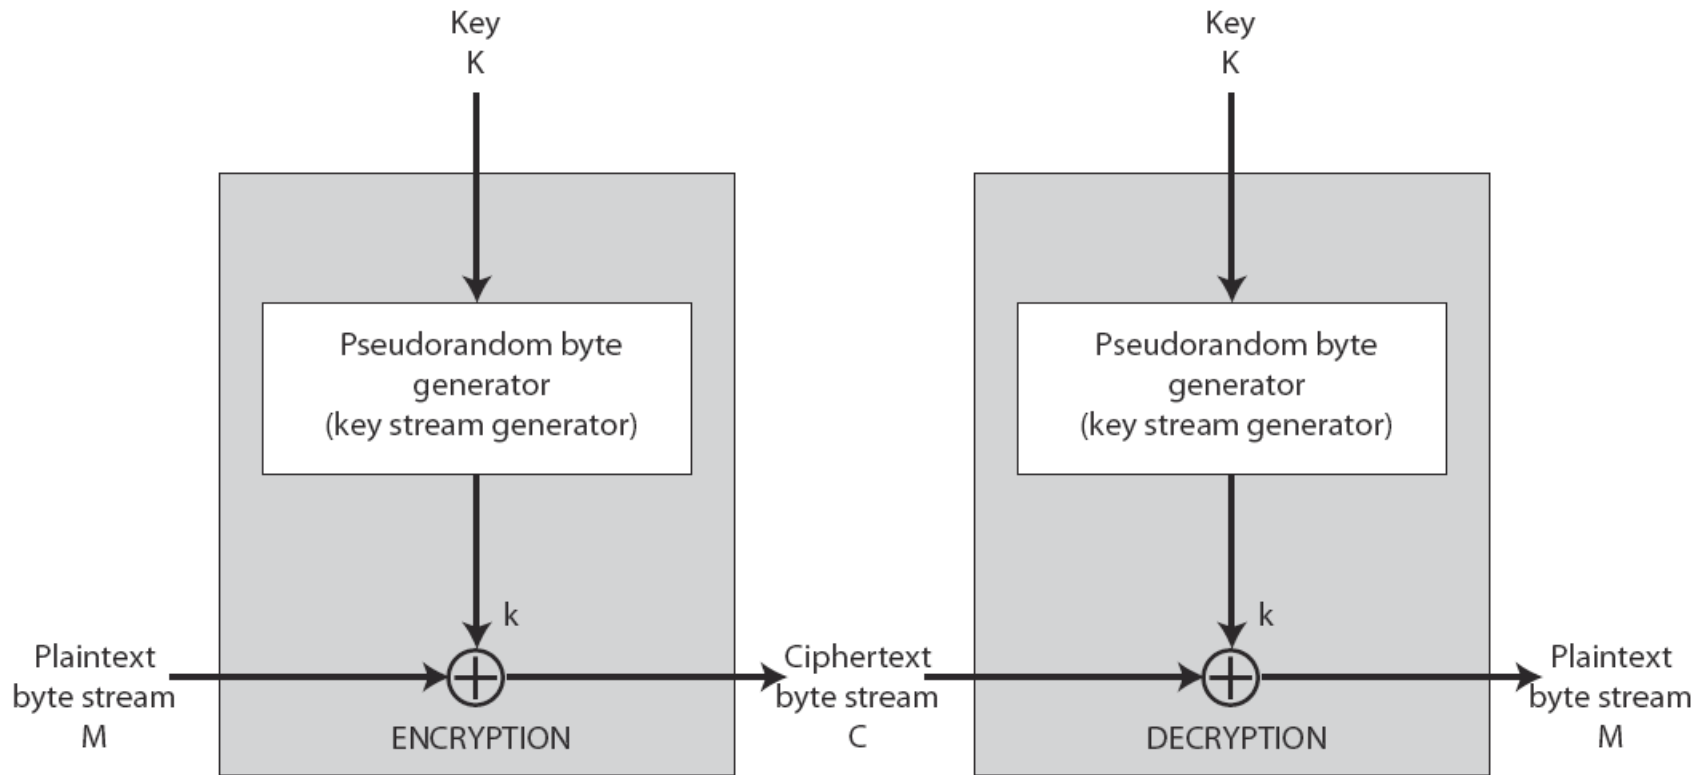 Key
K
Pseudorandom byte
generator
(key stream generator)
k
Plaintext
byte stream
M
ENCRYPTION
Ciphertext
byte stream
C
Key
K
Pseudorandom byte
generator
(key stream generator)
k
DECRYPTION
Plaintext
byte stream
M